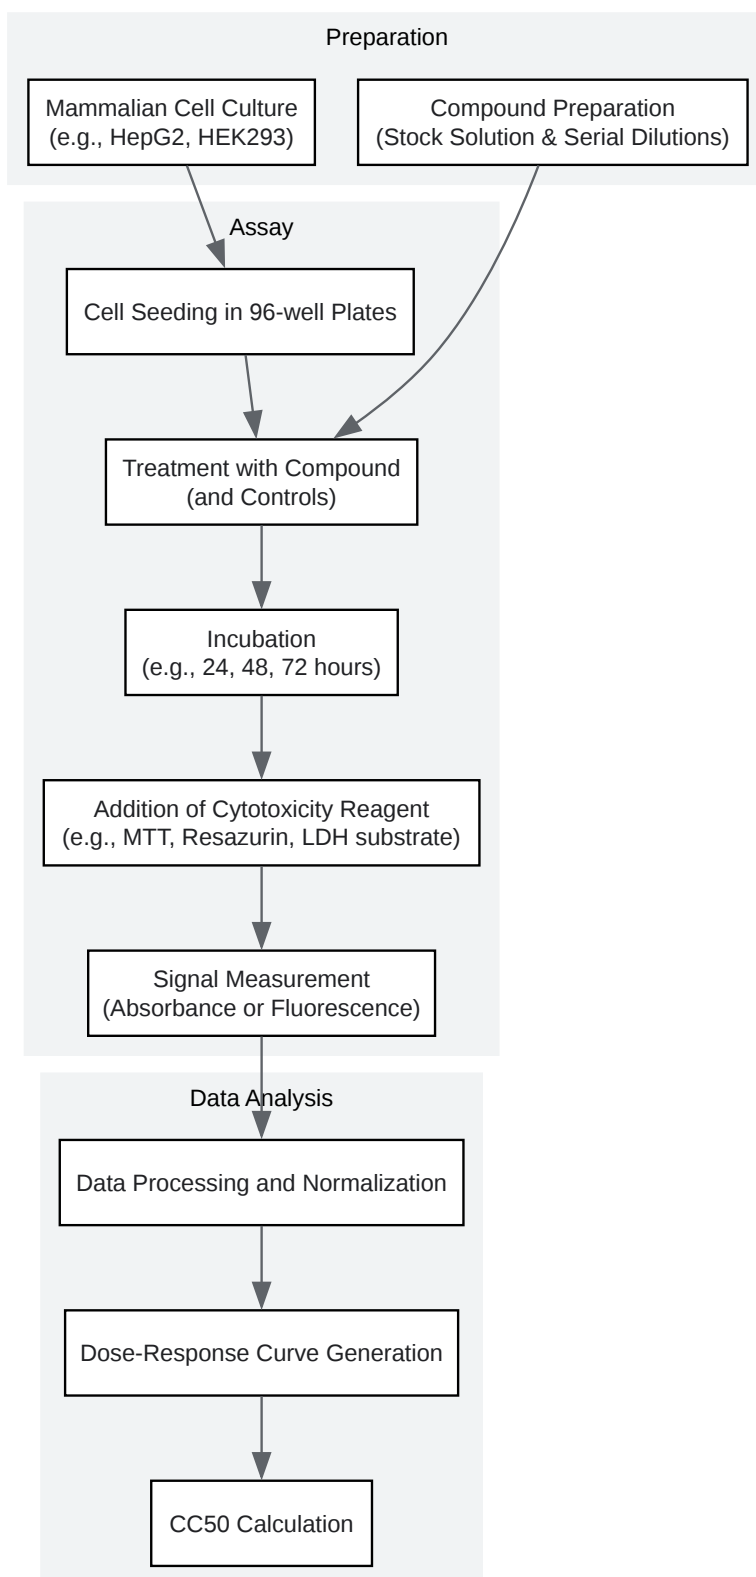 Preparation
Mammalian Cell Culture
(e.g., HepG2, HEK293)
Compound Preparation
(Stock Solution & Serial Dilutions)
Assay
Cell Seeding in 96-well Plates
Treatment with Compound
(and Controls)
Incubation
(e.g., 24, 48, 72 hours)
Addition of Cytotoxicity Reagent
(e.g., MTT, Resazurin, LDH substrate)
Signal Measurement
(Absorbance or Fluorescence)
Data Analysis
Data Processing and Normalization
Dose-Response Curve Generation
CC50 Calculation